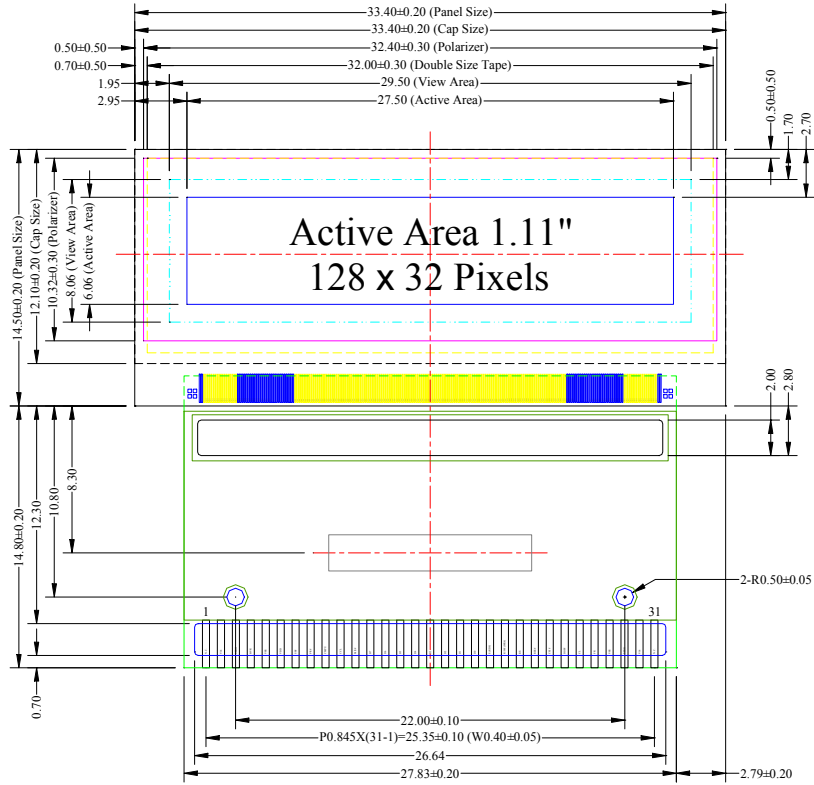 33.40±0.20 (Panel Size)
33.40±0.20 (Cap Size)
0.50±0.50
32.40±0.30 (Polarizer)
0.70±0.50
32.00±0.30 (Double Size Tape)
1.95
29.50 (View Area)
2.95
27.50 (Active Area)
0.50±0.50
1.70
2.70
14.50±0.20 (Panel Size)
12.10±0.20 (Cap Size)
10.32±0.30 (Polarizer)
8.06 (View Area)
6.06 (Active Area)
Active Area 1.11"
128 x 32 Pixels
2.00
2.80
14.80±0.20
12.30
10.80
8.30
2-R0.50±0.05
1
31
0.70
22.00±0.10
P0.845X(31-1)=25.35±0.10 (W0.40±0.05)
26.64
27.83±0.20
2.79±0.20